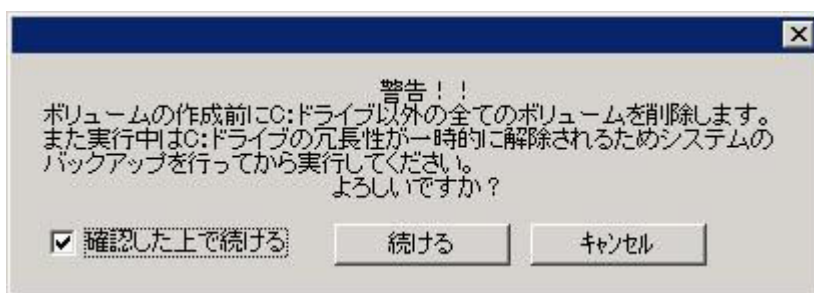 警告！！
ボリュームの作成前にC:ドライブ以外の全てのボリュームを削除します。
また実行中はC:ドライブの冗長性が一時的に解除されるためシステムの
バックアップを行ってから実行してください。
よろしいですか？
確認した上で続ける
続ける
ｷｬﾝｾﾙ